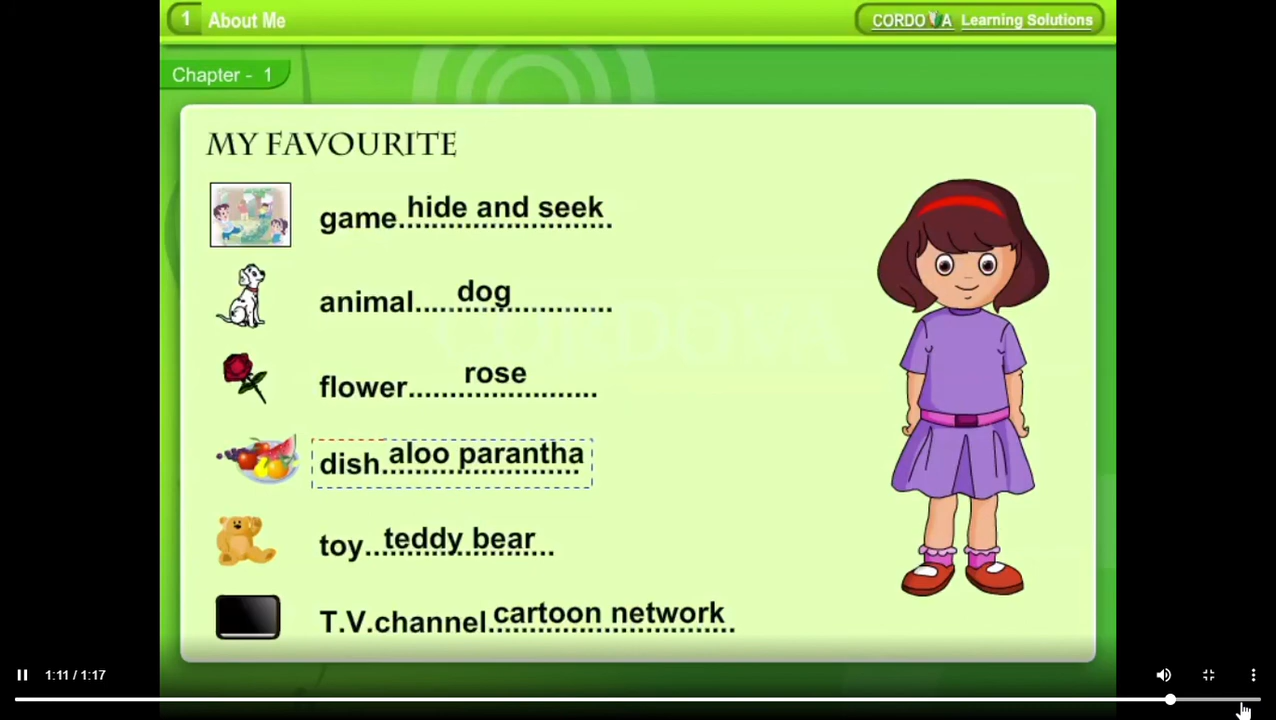 1 About Me
CORDOVA Learning Solutions
Chapter - 1
MY FAVOURITE
game..hide and seek..........................
animal.....dog........................
flower.......rose.......................
dish..aloo parantha........................
toy...teddy bear.......................
T.V.channel.cartoon network..............................
CORDOVA
1:11 / 1:17